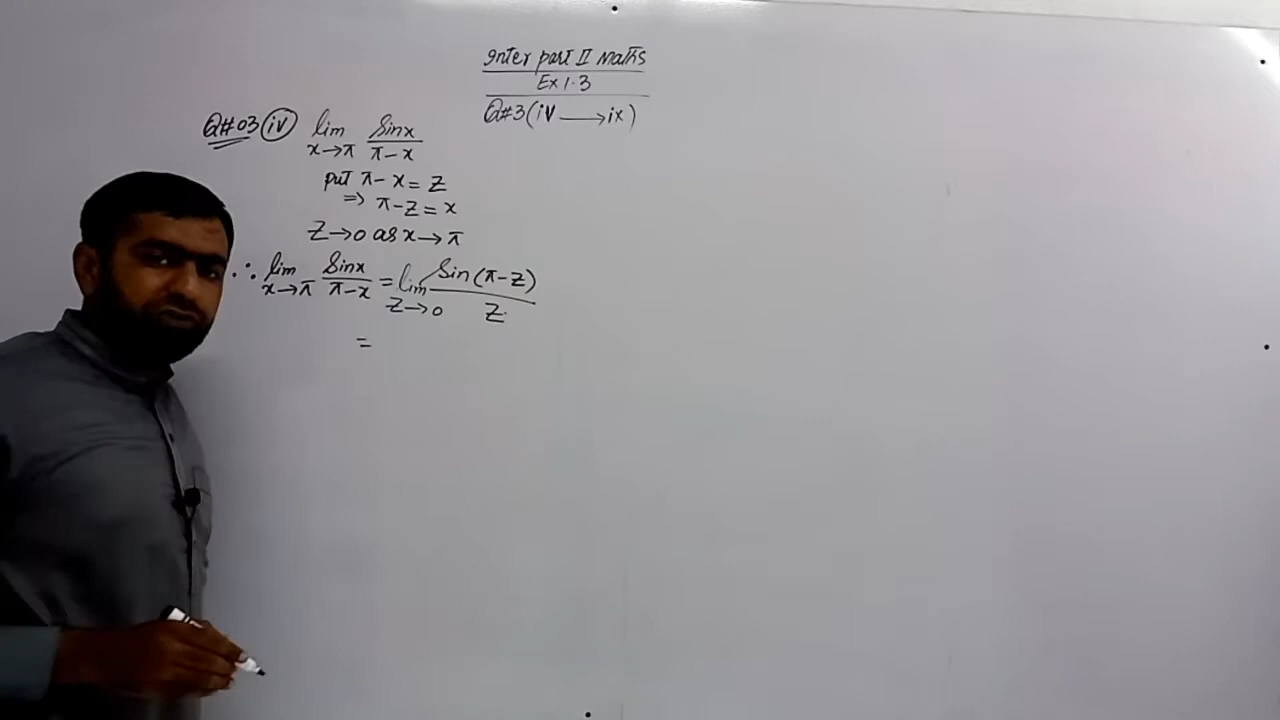 Inter part II Maths
Ex 1.3
Q#3(iv ⟶ ix)
Q#03 (iv) lim x→π Sinx / π-x
put π-x = z
=> π-z = x
z→0 as x→π
∴ lim x→π Sinx / π-x = lim z→0 Sin(π-z) / z
=